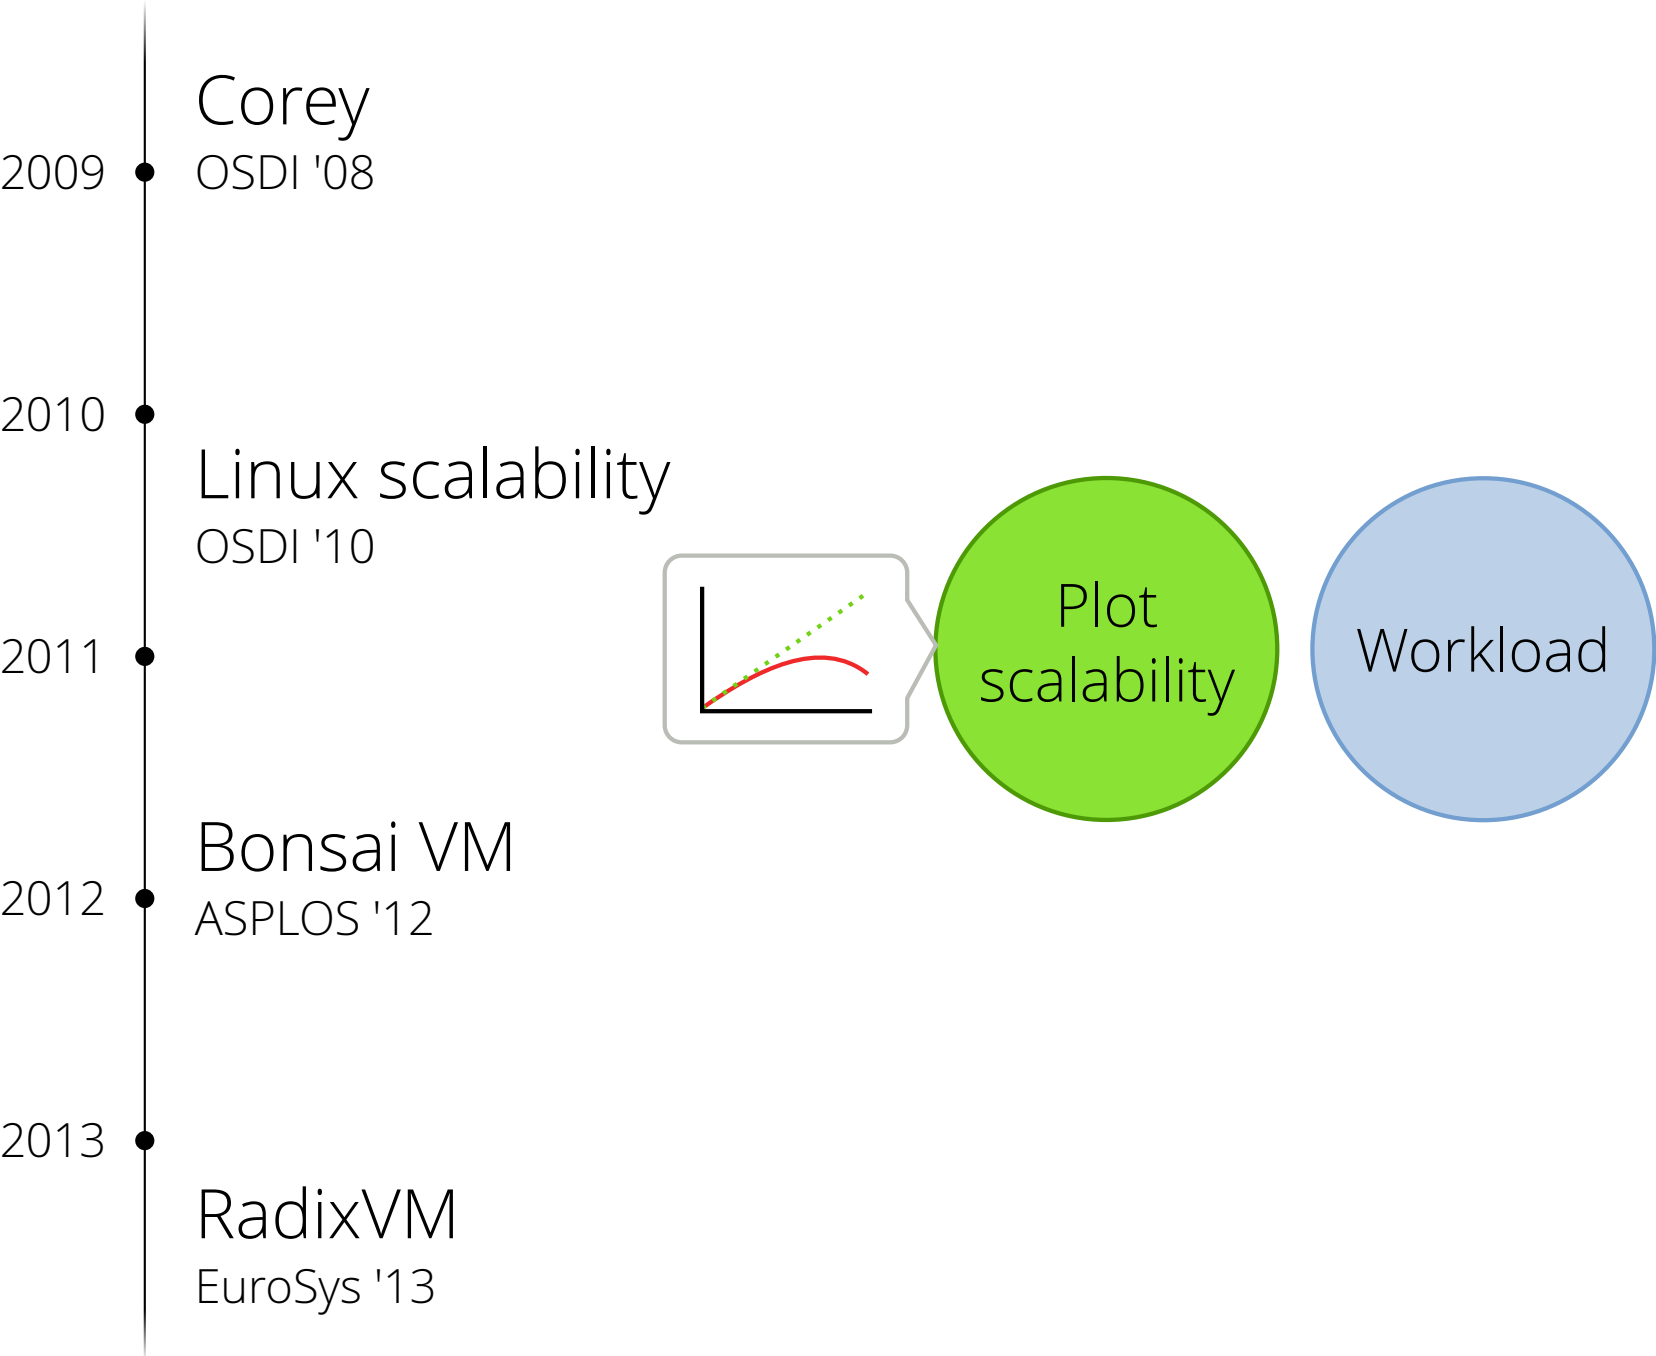 Corey
2009
OSDI '08
2010
Linux scalability
OSDI '10
2011
Plot
scalability
Workload
Bonsai VM
2012
ASPLOS '12
2013
RadixVM
EuroSys '13